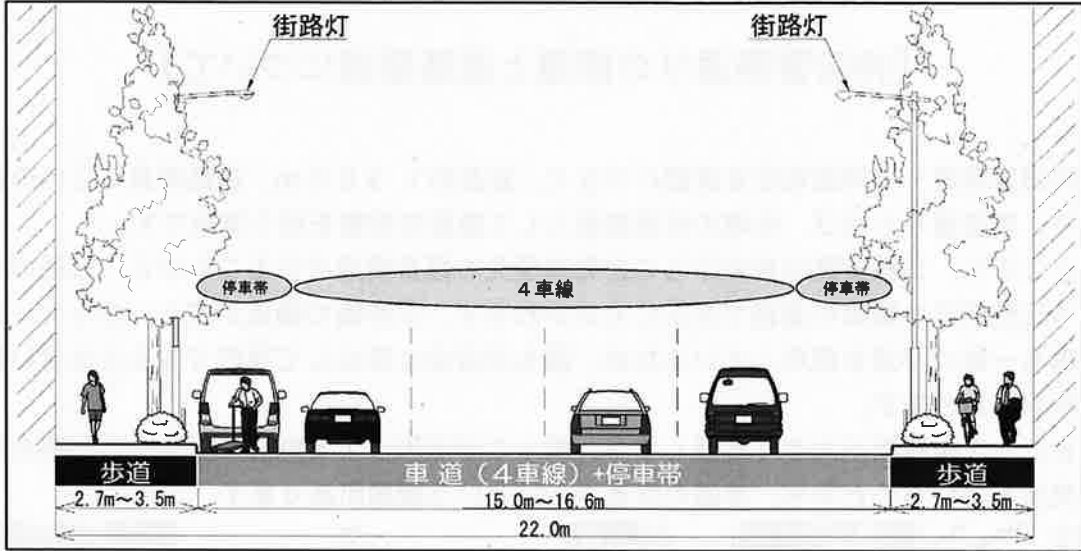 街路灯 街路灯
停車帯 4車線 停車帯
歩道 車道（4車線）+停車帯 歩道
2.7m～3.5m 15.0m～16.6m 2.7m～3.5m
22.0m